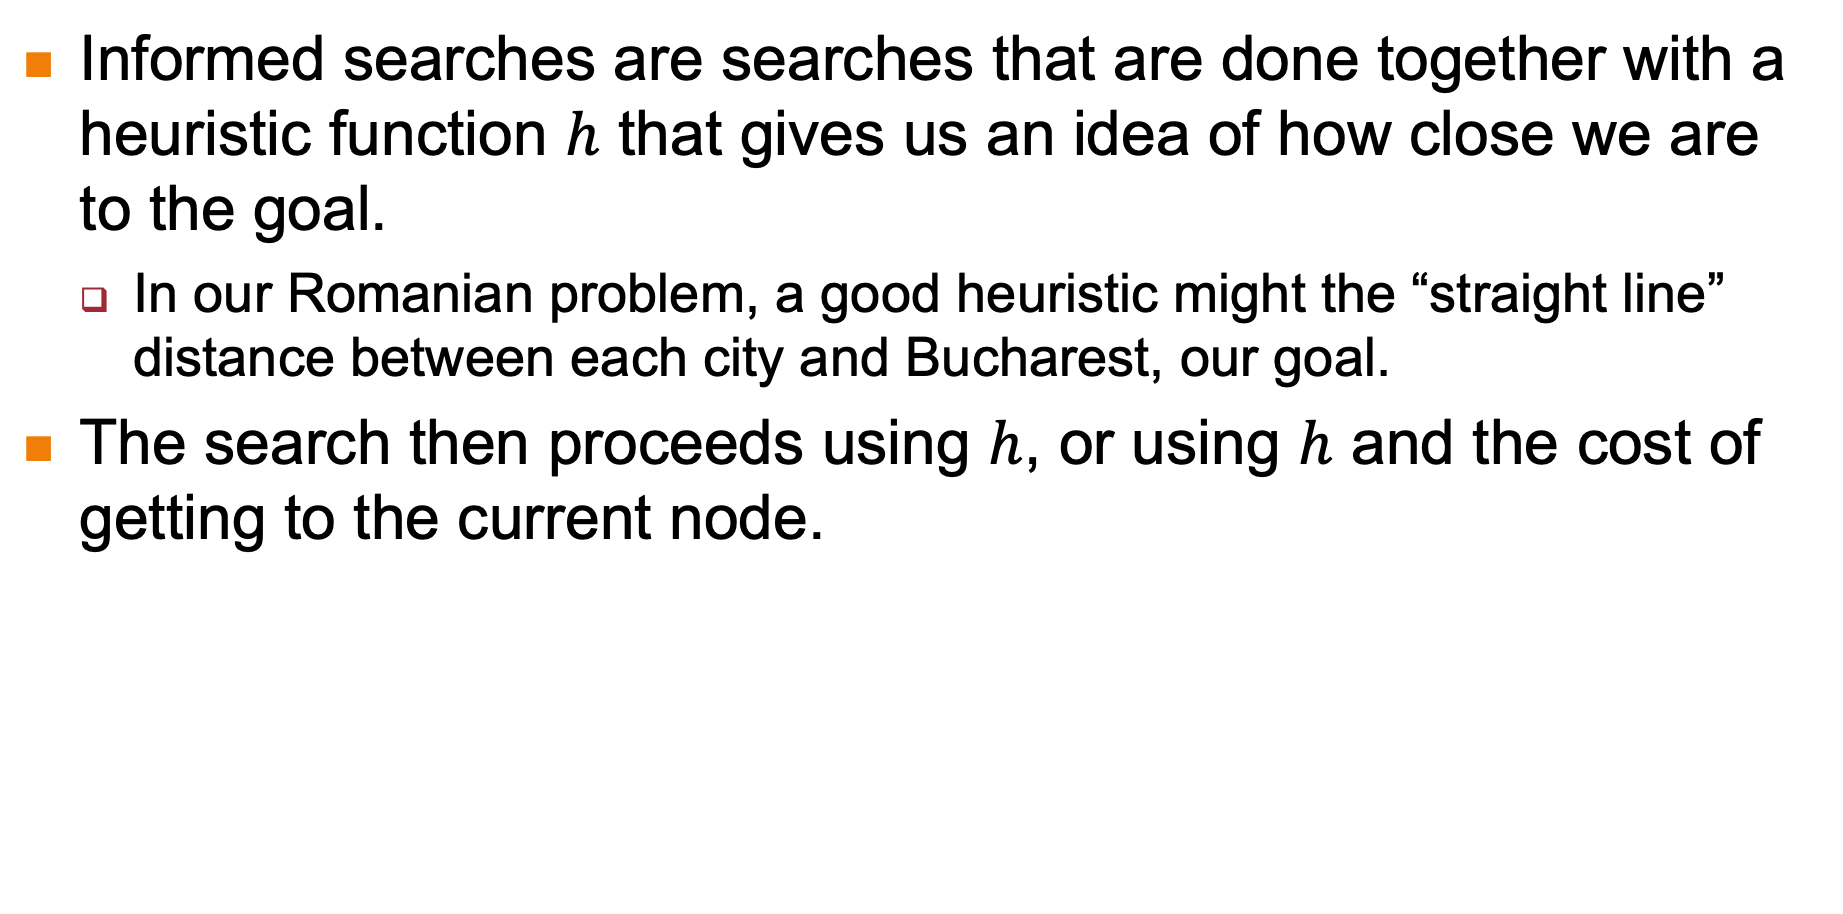 Informed searches are searches that are done together with a
heuristic function h that gives us an idea of how close we are
to the goal.
In our Romanian problem, a good heuristic might the “straight line”
distance between each city and Bucharest, our goal.
The search then proceeds using h, or using h and the cost of
getting to the current node.